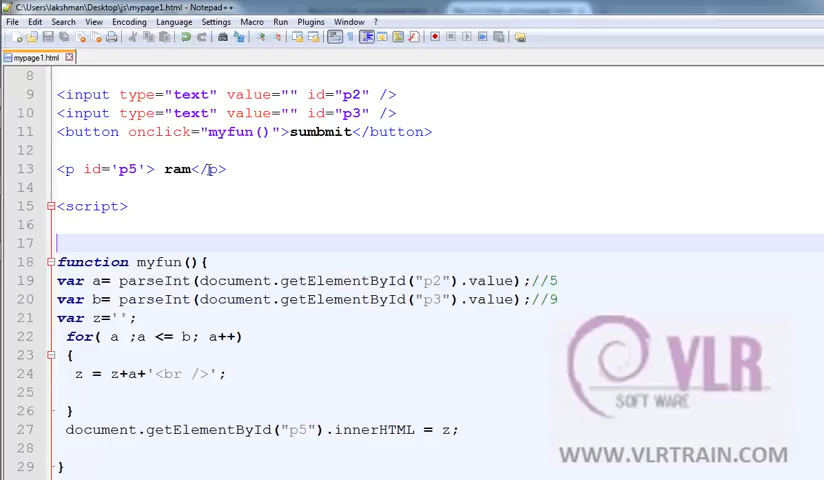 C:\Users\lakshman\Desktop\js\mypage1.html - Notepad++
File Edit Search View Encoding Language Settings Macro Run Plugins Window ?
mypage1.html
8
9 <input type="text" value="" id="p2" />
10 <input type="text" value="" id="p3" />
11 <button onclick="myfun()">sumbmit</button>
12
13 <p id='p5'> ram</p>
14
15 <script>
16
17
18 function myfun(){
19 var a= parseInt(document.getElementById("p2").value);//5
20 var b= parseInt(document.getElementById("p3").value);//9
21 var z='';
22 for( a ;a <= b; a++)
23 {
24 z = z+a+'<br />';
25
26 }
27 document.getElementById("p5").innerHTML = z;
28
29 }
VLR
SOFT WARE
WWW.VLRTRAIN.COM